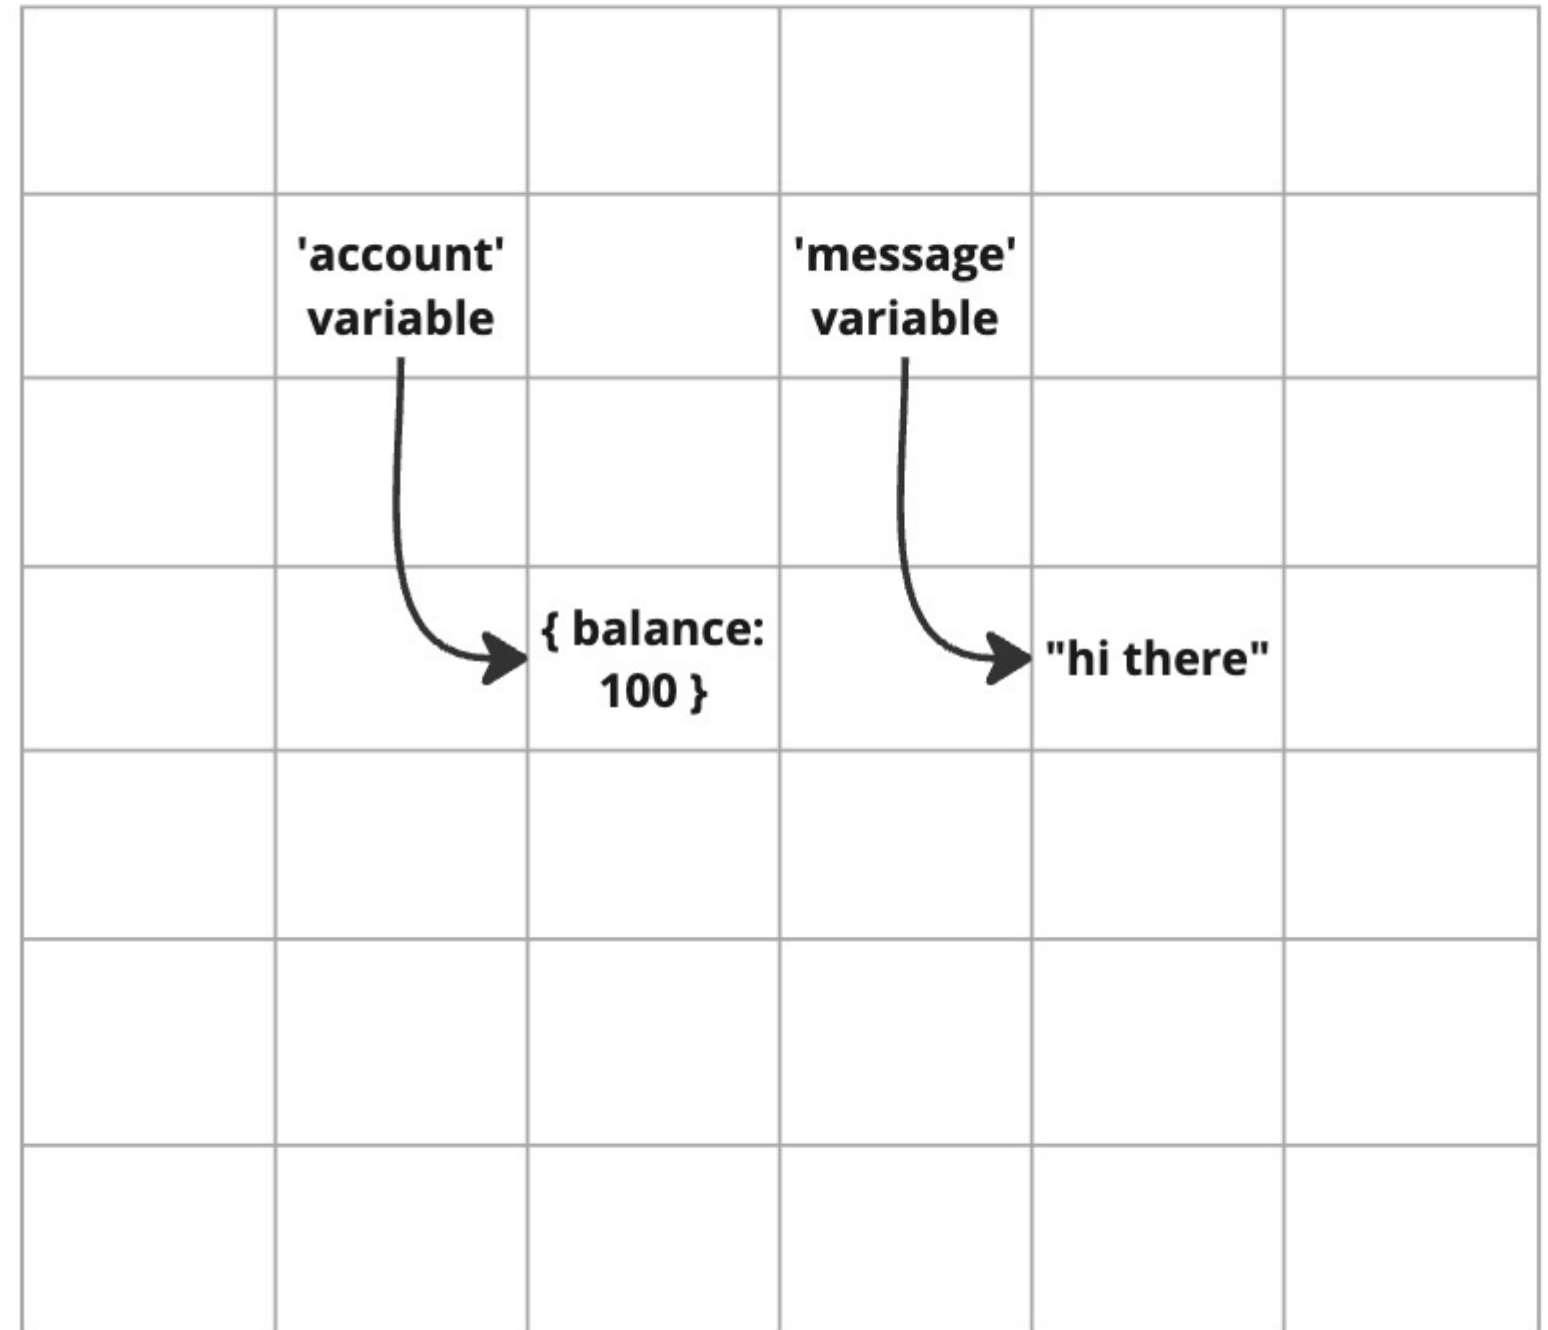 'account'
variable
'message'
variable
{ balance:
100 }
"hi there"